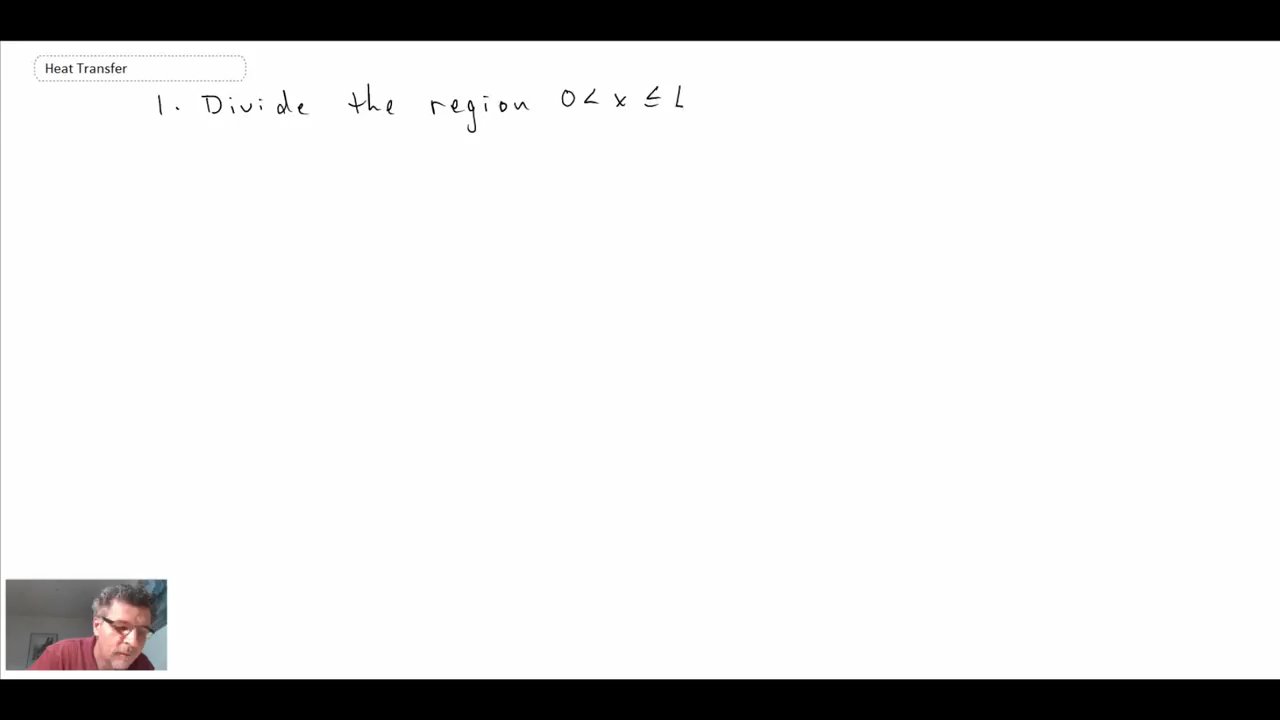 Heat Transfer
1. Divide the region 0 < x ≤ L